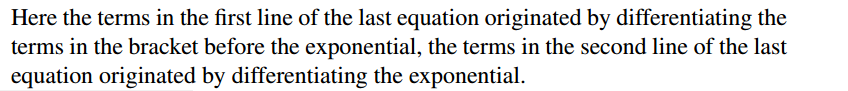 Here the terms in the first line of the last equation originated by differentiating the
terms in the bracket before the exponential, the terms in the second line of the last
equation originated by differentiating the exponential.